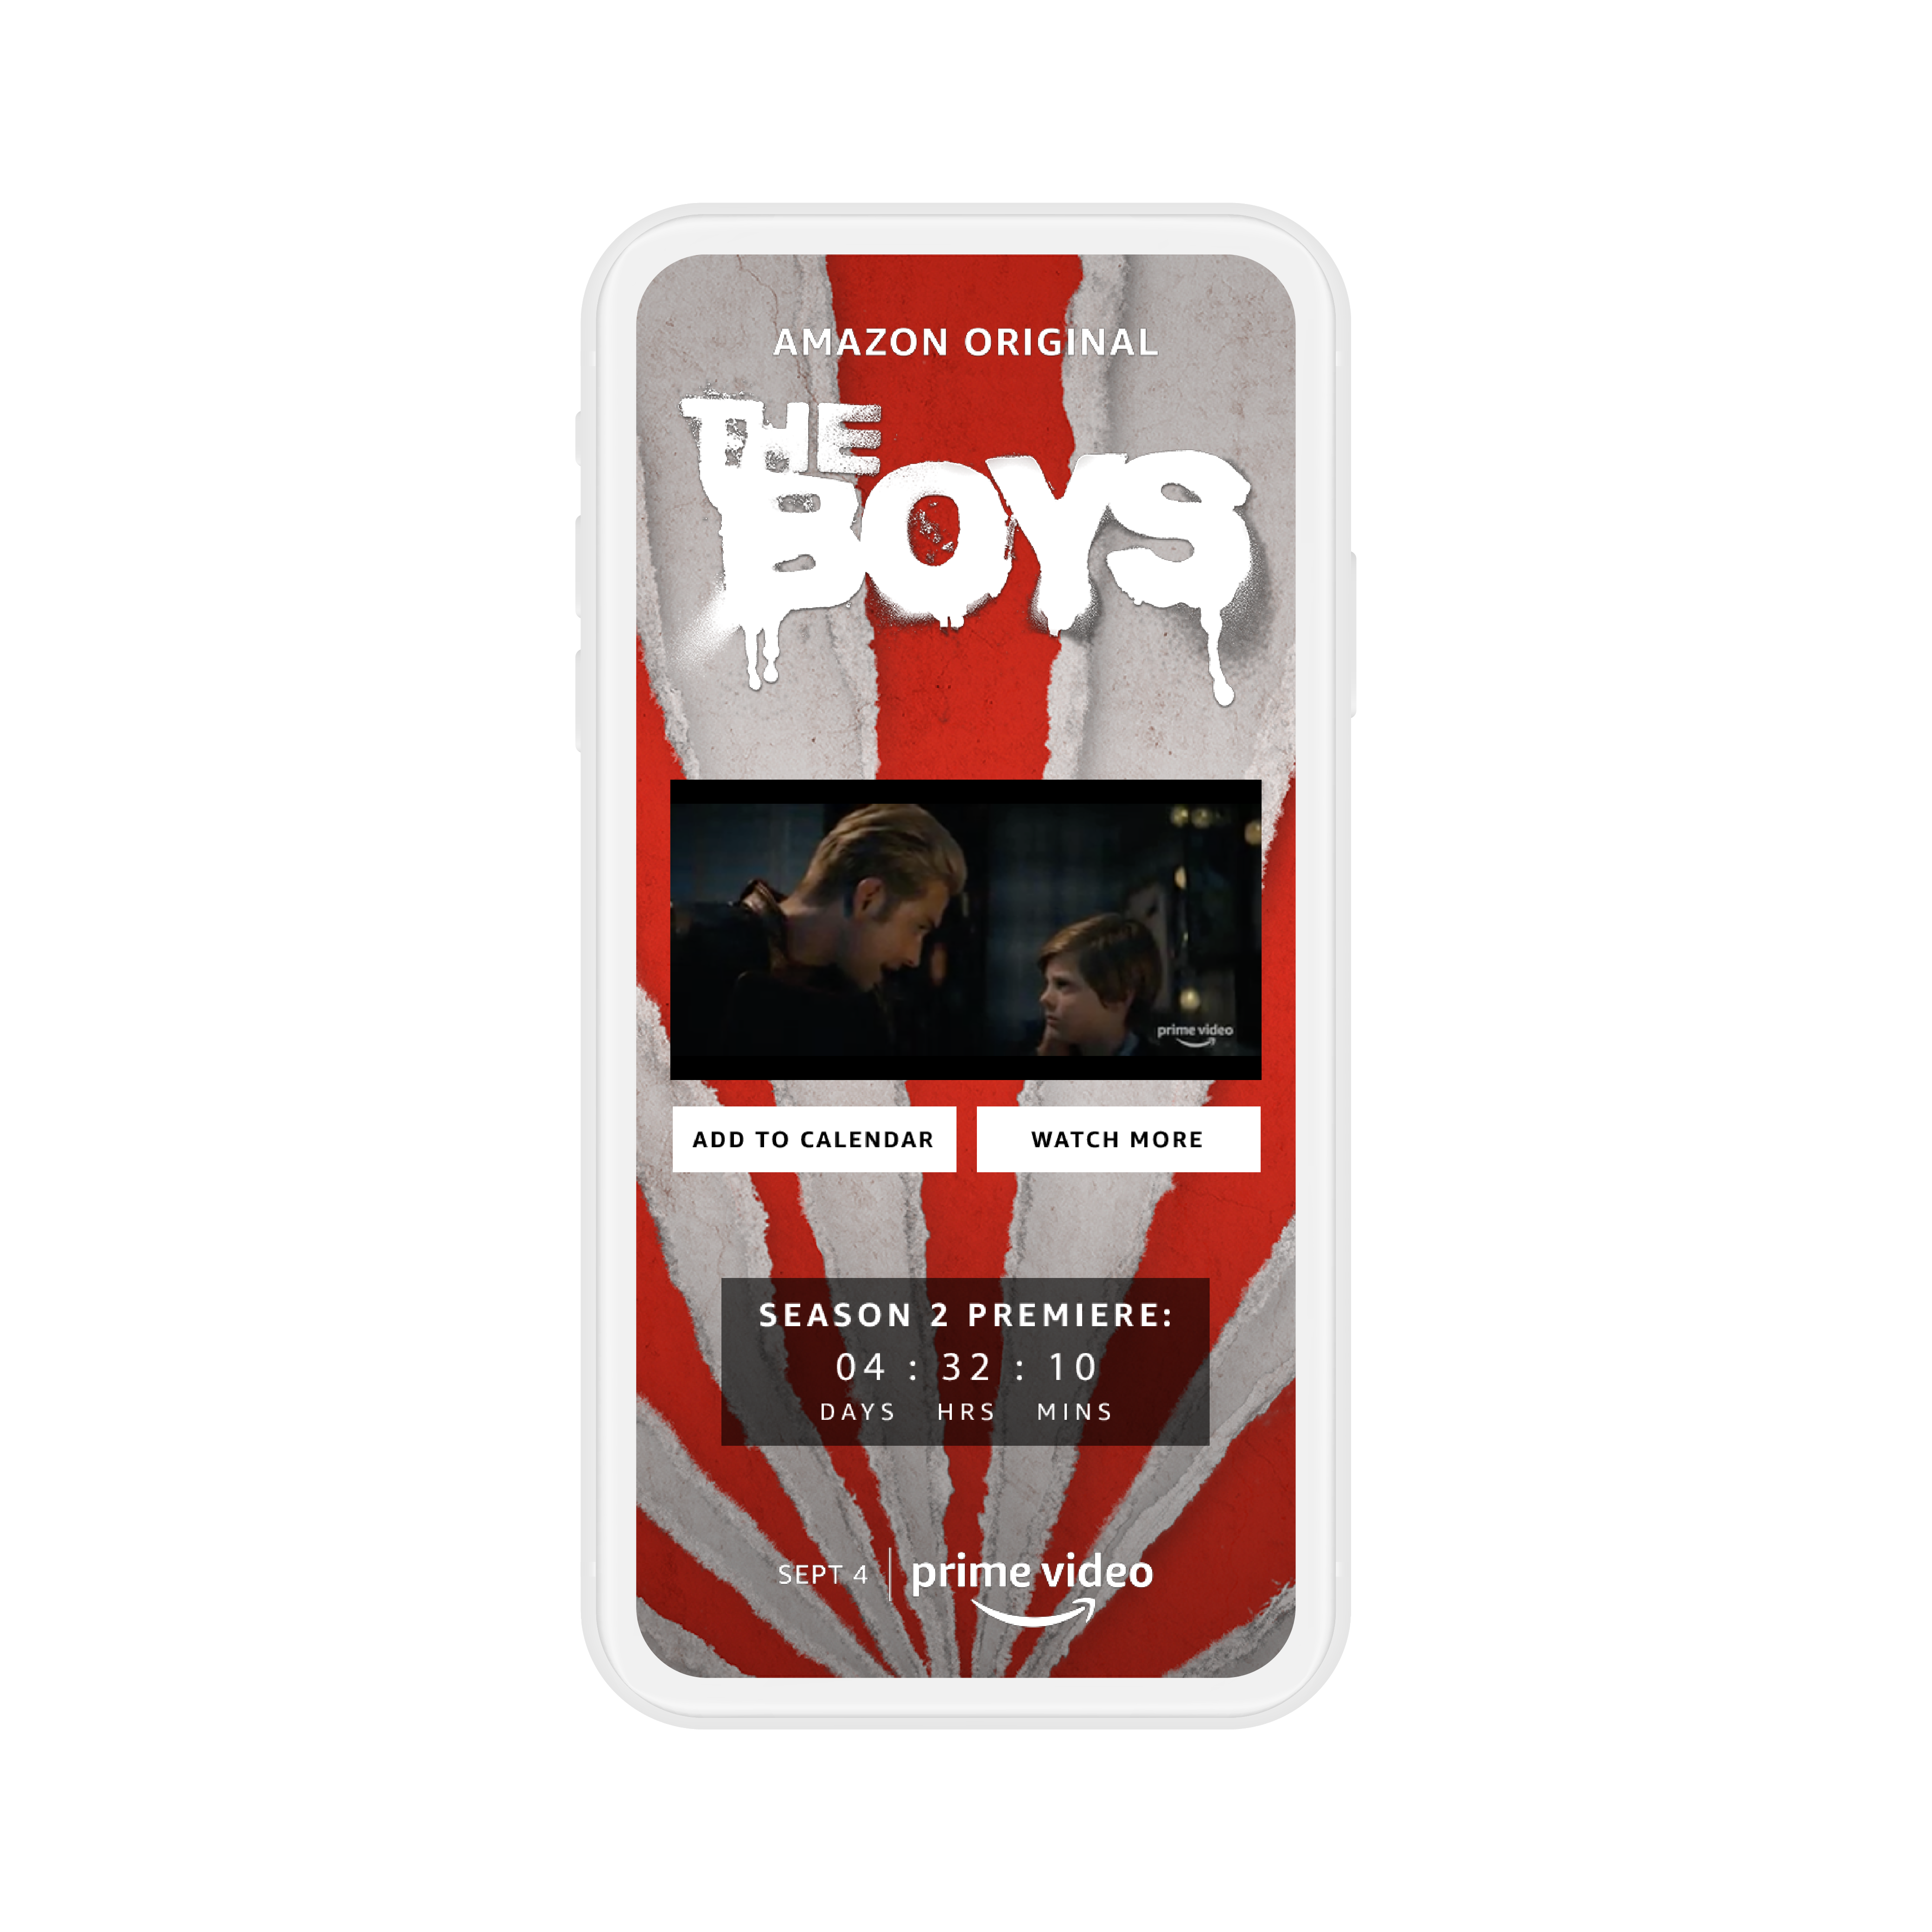 AMAZON ORIGINAL
THE
BOYS
prime video
ADD TO CALENDAR
WATCH MORE
SEASON 2 PREMIERE:
04 : 32 : 10
DAYS HRS MINS
SEPT 4 | prime video